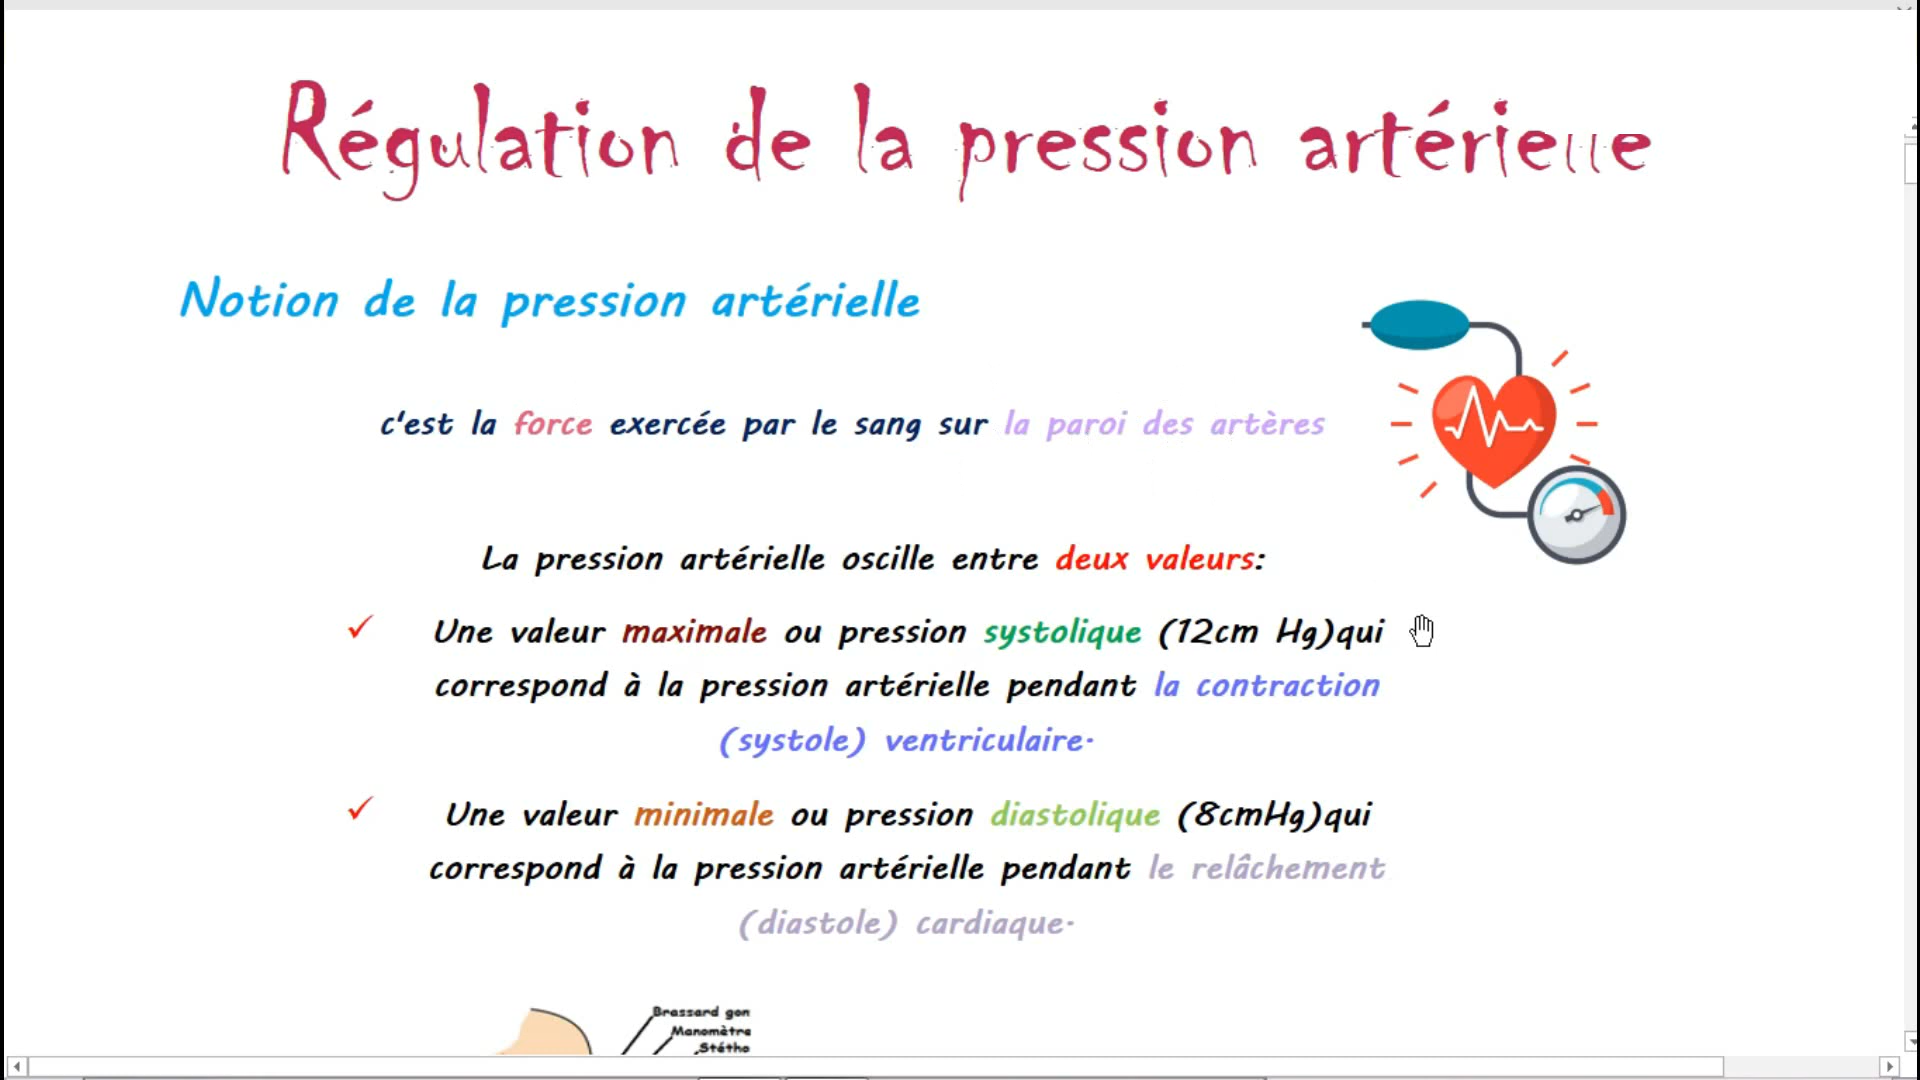 Régulation de la pression artérielle
Notion de la pression artérielle
c'est la force exercée par le sang sur la paroi des artères
La pression artérielle oscille entre deux valeurs:
✓ Une valeur maximale ou pression systolique (12cm Hg)qui
correspond à la pression artérielle pendant la contraction
(systole) ventriculaire.
✓ Une valeur minimale ou pression diastolique (8cmHg)qui
correspond à la pression artérielle pendant le relâchement
(diastole) cardiaque.
Brassard gon
Manomètre
Stétho